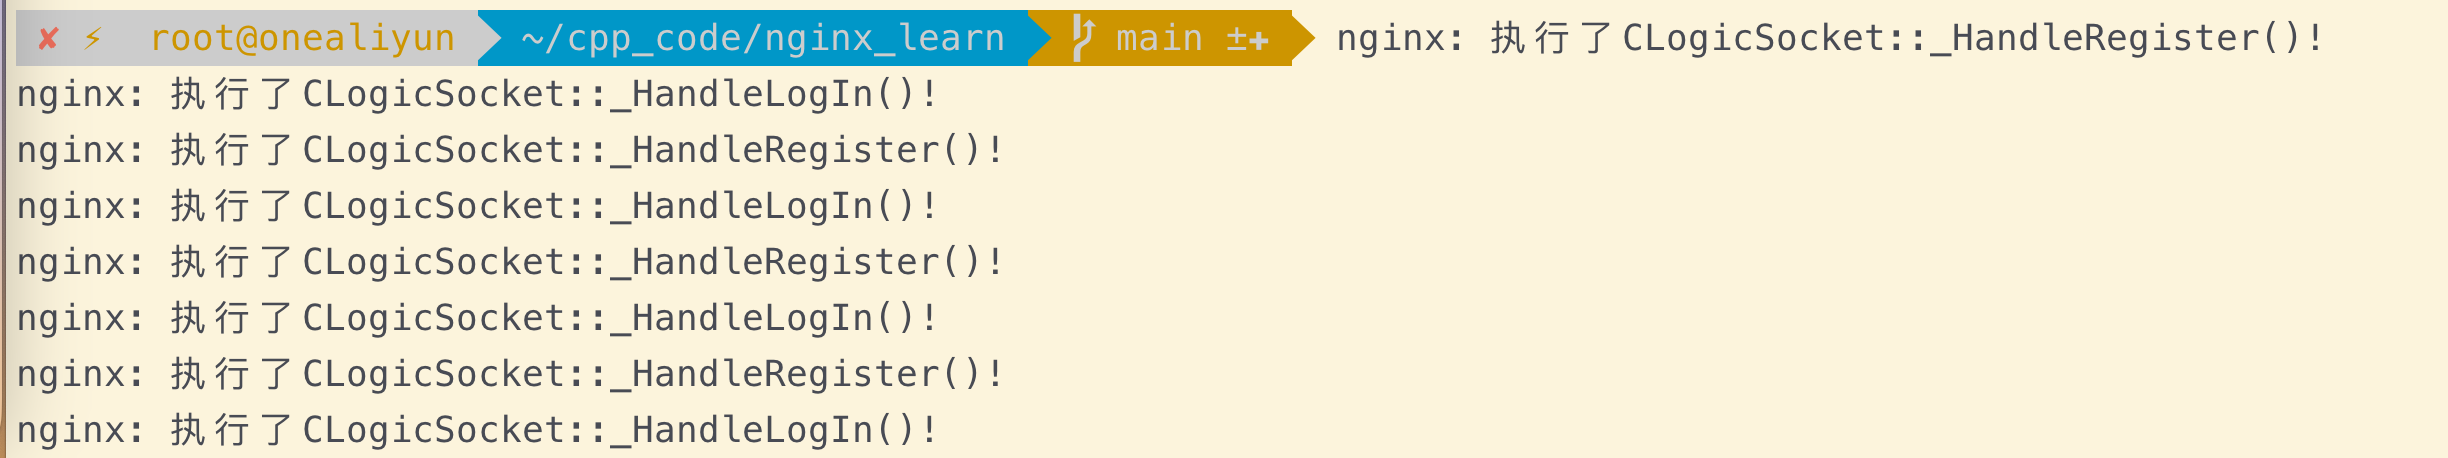 ✘ ⚡ root@onealiyun ~/cpp_code/nginx_learn main ±✚ nginx: 执行了CLogicSocket::_HandleRegister()!
nginx: 执行了CLogicSocket::_HandleLogIn()!
nginx: 执行了CLogicSocket::_HandleRegister()!
nginx: 执行了CLogicSocket::_HandleLogIn()!
nginx: 执行了CLogicSocket::_HandleRegister()!
nginx: 执行了CLogicSocket::_HandleLogIn()!
nginx: 执行了CLogicSocket::_HandleRegister()!
nginx: 执行了CLogicSocket::_HandleLogIn()!